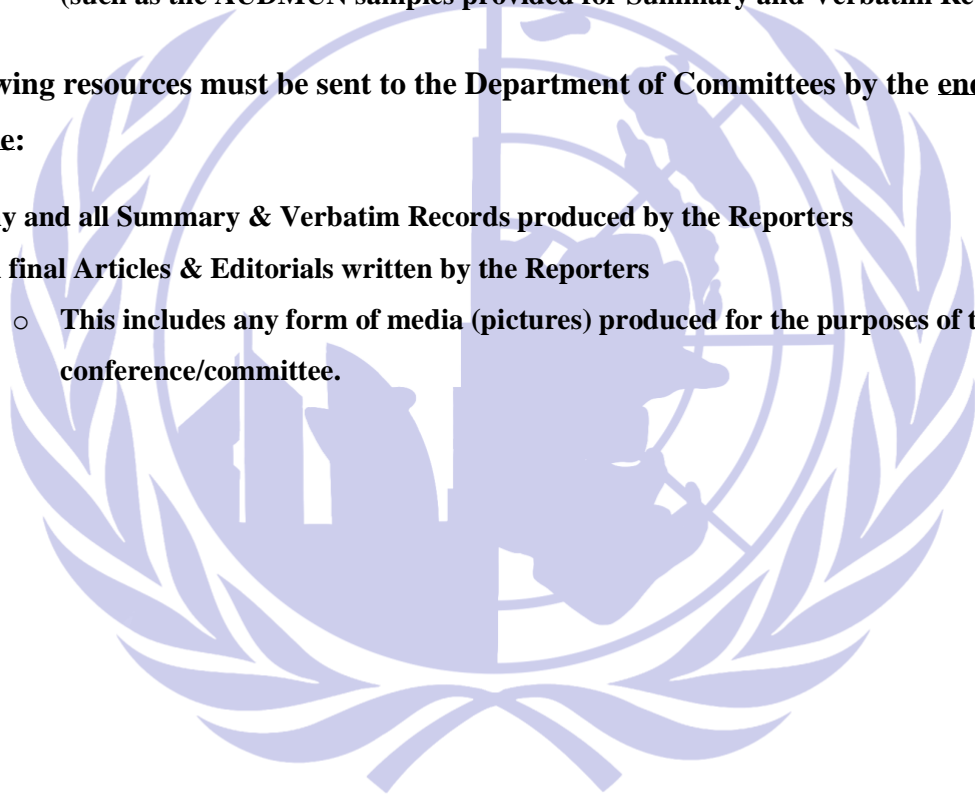 (such as the AUDMUN samples provided for Summary and Verbatim Re
wing resources must be sent to the Department of Committees by the en
e:
y and all Summary & Verbatim Records produced by the Reporters
final Articles & Editorials written by the Reporters
○ This includes any form of media (pictures) produced for the purposes of t
conference/committee.